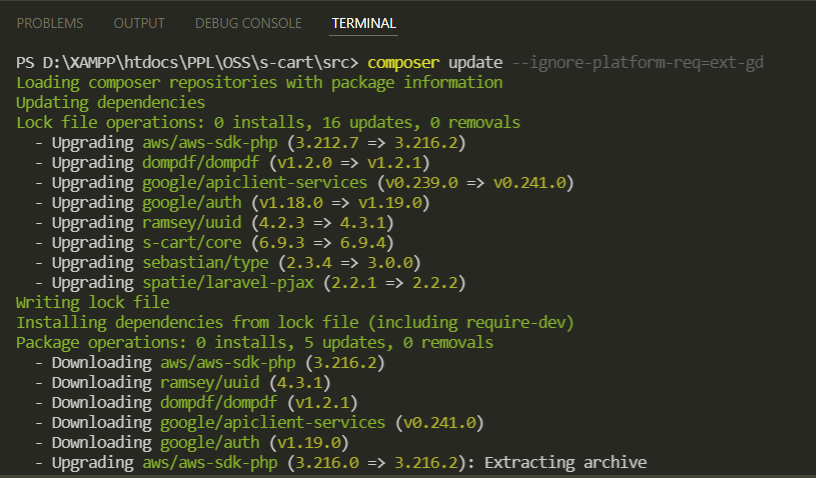 PROBLEMS OUTPUT DEBUG CONSOLE TERMINAL
PS D:\XAMPP\htdocs\PPL\OSS\s-cart\src> composer update --ignore-platform-req=ext-gd
Loading composer repositories with package information
Updating dependencies
Lock file operations: 0 installs, 16 updates, 0 removals
  - Upgrading aws/aws-sdk-php (3.212.7 => 3.216.2)
  - Upgrading dompdf/dompdf (v1.2.0 => v1.2.1)
  - Upgrading google/apiclient-services (v0.239.0 => v0.241.0)
  - Upgrading google/auth (v1.18.0 => v1.19.0)
  - Upgrading ramsey/uuid (4.2.3 => 4.3.1)
  - Upgrading s-cart/core (6.9.3 => 6.9.4)
  - Upgrading sebastian/type (2.3.4 => 3.0.0)
  - Upgrading spatie/laravel-pjax (2.2.1 => 2.2.2)
Writing lock file
Installing dependencies from lock file (including require-dev)
Package operations: 0 installs, 5 updates, 0 removals
  - Downloading aws/aws-sdk-php (3.216.2)
  - Downloading ramsey/uuid (4.3.1)
  - Downloading dompdf/dompdf (v1.2.1)
  - Downloading google/apiclient-services (v0.241.0)
  - Downloading google/auth (v1.19.0)
  - Upgrading aws/aws-sdk-php (3.216.0 => 3.216.2): Extracting archive